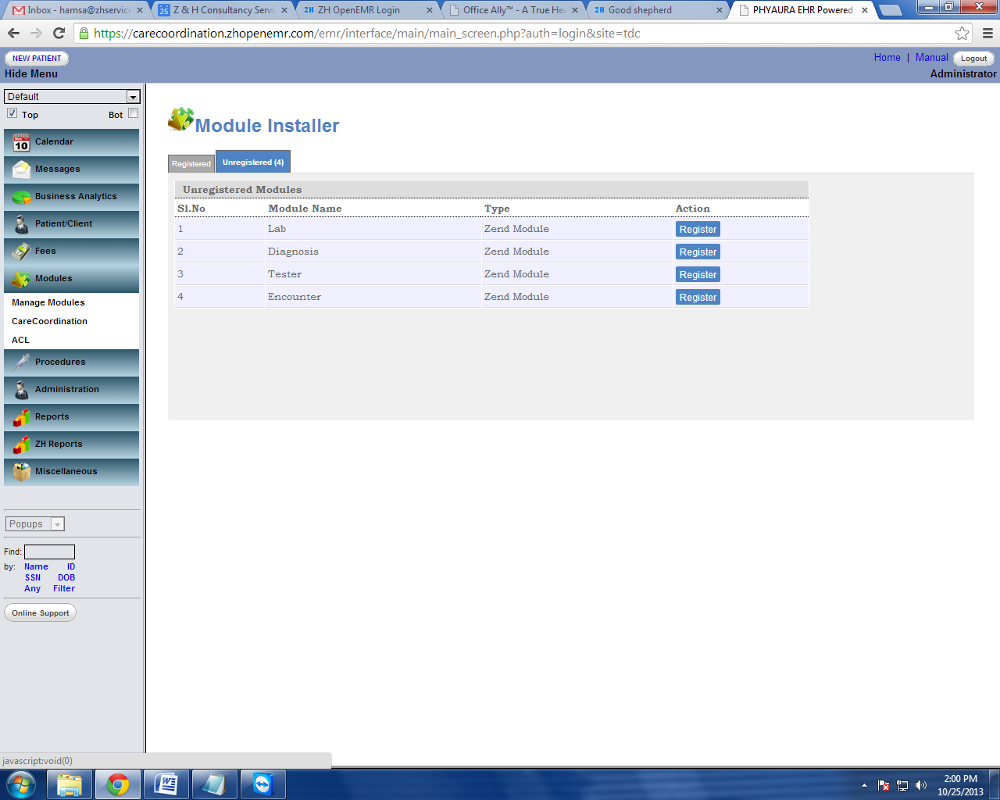 Inbox - hamsa@zhservice
Z & H Consultancy Servi
ZH OpenEMR Login
Office Ally™ - A True Hea
Good shepherd
PHYAURA EHR Powered
https://carecoordination.zhopenemr.com/emr/interface/main/main_screen.php?auth=login&site=tdc
NEW PATIENT
Home | Manual Logout
Hide Menu
Administrator
Default
Top Bot
Calendar
Messages
Business Analytics
Patient/Client
Fees
Modules
Manage Modules
CareCoordination
ACL
Procedures
Administration
Reports
ZH Reports
Miscellaneous
Popups
Find:
by: Name ID
SSN DOB
Any Filter
Online Support
Module Installer
Registered Unregistered (4)
Unregistered Modules
Sl.No Module Name Type Action
1 Lab Zend Module Register
2 Diagnosis Zend Module Register
3 Tester Zend Module Register
4 Encounter Zend Module Register
javascript:void(0)
2:00 PM
10/25/2013